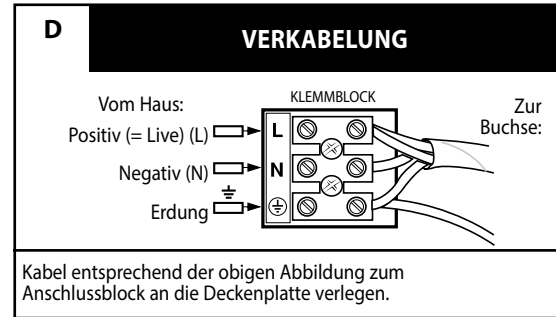 D
VERKABELUNG
Vom Haus:
KLEMMBLOCK
Zur
Buchse:
Positiv (= Live) (L)
L
Negativ (N)
N
Erdung
Kabel entsprechend der obigen Abbildung zum
Anschlussblock an die Deckenplatte verlegen.